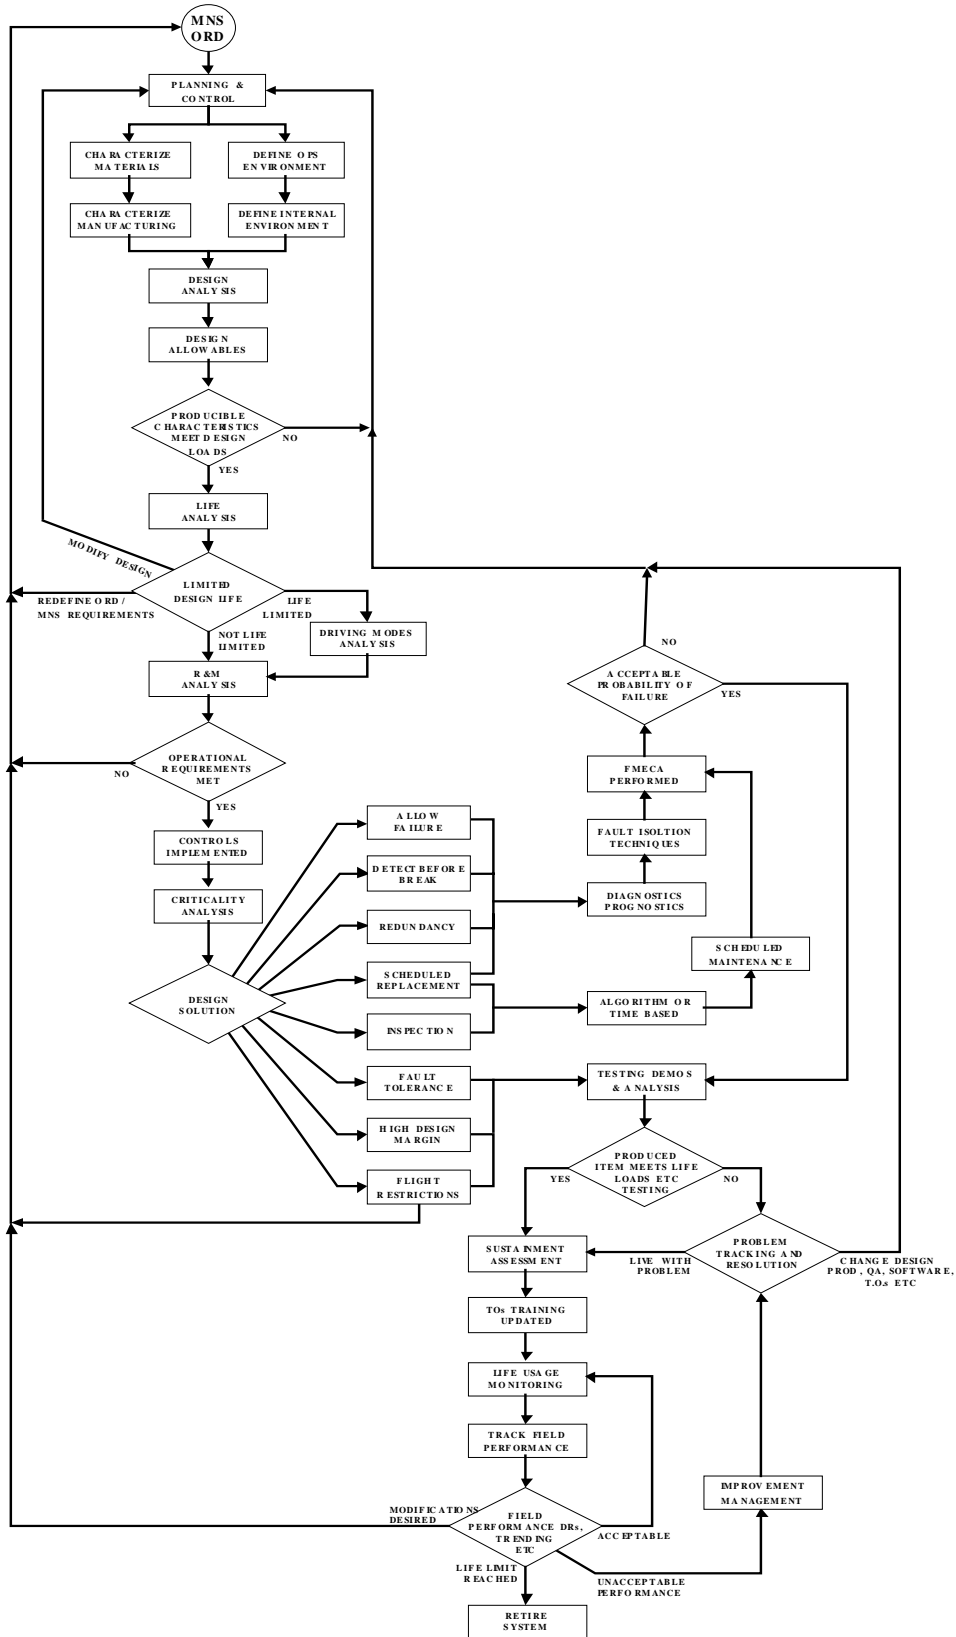 MNS
ORD
PLANNING &
CONTROL
CHARACTERIZE
MATERIALS
DEFINE OPS
ENVIRONMENT
CHARACTERIZE
MANUFACTURING
DEFINE INTERNAL
ENVIRONMENT
DESIGN
ANALYSIS
DESIGN
ALLOWABLES
PRODUCIBLE
CHARACTERISTICS
MEET DESIGN
LOADS
NO
YES
LIFE
ANALYSIS
MODIFY DESIGN
LIMITED
DESIGN LIFE
REDEFINE ORD/
MNS REQUIREMENTS
LIFE
LIMITED
NOT LIFE
LIMITED
DRIVING MODES
ANALYSIS
R&M
ANALYSIS
OPERATIONAL
REQUIREMENTS
MET
NO
YES
CONTROLS
IMPLEMENTED
CRITICALITY
ANALYSIS
DESIGN
SOLUTION
ALLOW
FAILURE
DETECT BEFORE
BREAK
REDUNDANCY
SCHEDULED
REPLACEMENT
INSPECTION
FAULT
TOLERANCE
HIGH DESIGN
MARGIN
FLIGHT
RESTRICTIONS
NO
ACCEPTABLE
PROBABILITY OF
FAILURE
YES
FMECA
PERFORMED
FAULT ISOLTION
TECHNIQUES
DIAGNOSTICS
PROGNOSTICS
SCHEDULED
MAINTENANCE
ALGORITHM OR
TIME BASED
TESTING DEMOS
& ANALYSIS
PRODUCED
ITEM MEETS LIFE
LOADS ETC
TESTING
YES
NO
PROBLEM
TRACKING AND
RESOLUTION
LIVE WITH
PROBLEM
CHANGE DESIGN
PROD, QA, SOFTWARE,
T.O.s ETC
SUSTAINMENT
ASSESSMENT
TOs TRAINING
UPDATED
LIFE USAGE
MONITORING
TRACK FIELD
PERFORMANCE
IMPROVEMENT
MANAGEMENT
MODIFICATIONS
DESIRED
FIELD
PERFORMANCE DRs,
TRENDING
ETC
ACCEPTABLE
LIFE LIMIT
REACHED
UNACCEPTABLE
PERFORMANCE
RETIRE
SYSTEM